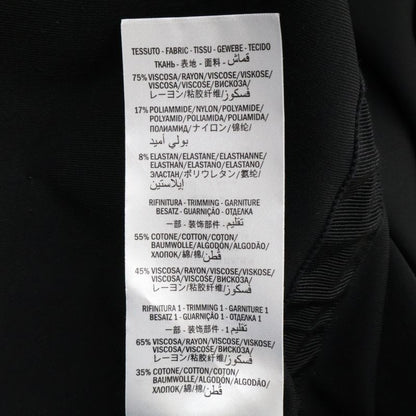 TESSUTO - FABRIC - TISSU - GEWEBE - TECIDO
ТКАНЬ - 表地 - 面料 - قماش
75% VISCOSA/RAYON/VISCOSE/VISKOSE/
VISCOSA/VISCOSE/ВИСКОЗА/
レーヨン/粘胶纤维/فسكوز
17% POLIAMMIDE/NYLON/POLYAMIDE/
POLYAMID/POLIAMIDA/POLIAMIDA/
ПОЛИАМИД/ナイロン/锦纶/
بولي أميد
8% ELASTAN/ELASTANE/ELASTHANNE/
ELASTHAN/ELASTANO/ELASTANO/
ЭЛАСТАН/ポリウレタン/氨纶/
إيلاستين
RIFINITURA - TRIMMING - GARNITURE
BESATZ - GUARNIÇÃO - ОТДЕЛКА
一部 - 装饰部件 - تقليم
55% COTONE/COTTON/COTON/
BAUMWOLLE/ALGODÓN/ALGODÃO/
ХЛОПОК/綿/棉/قطن
45% VISCOSA/RAYON/VISCOSE/VISKOSE/
VISCOSA/VISCOSE/ВИСКОЗА/
レーヨン/粘胶纤维/فسكوز
RIFINITURA 1 - TRIMMING 1 - GARNITURE 1
BESATZ 1 - GUARNIÇÃO 1 - ОТДЕЛКА 1
一部 - 装饰部件 - تقليم 1
65% VISCOSA/RAYON/VISCOSE/VISKOSE/
VISCOSA/VISCOSE/ВИСКОЗА/
レーヨン/粘胶纤维/فسكوز
35% COTONE/COTTON/COTON/
BAUMWOLLE/ALGODÓN/ALGODÃO/
ХЛОПОК/綿/棉/قطن